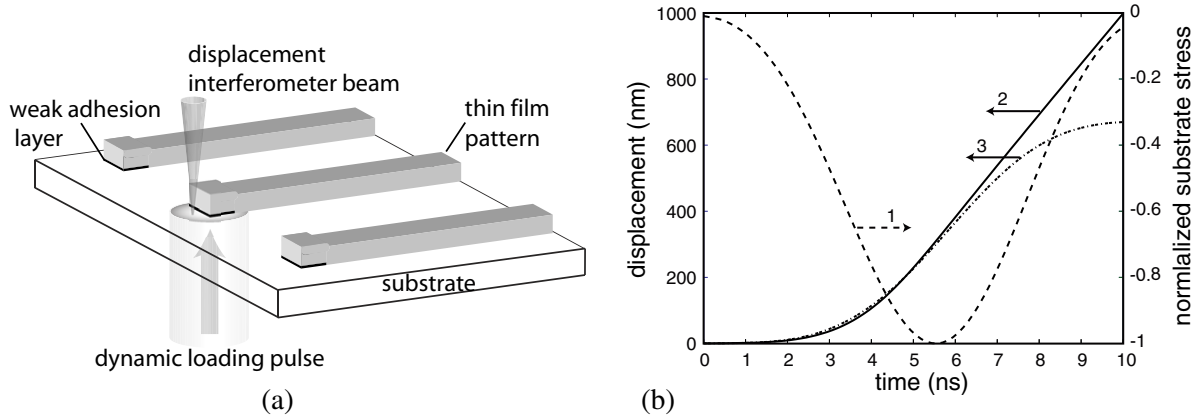 displacement
interferometer beam
weak adhesion
layer
thin film
pattern
substrate
dynamic loading pulse
(a)
1000
800
600
400
200
0
displacement (nm)
0 1 2 3 4 5 6 7 8 9 10
time (ns)
-0
-0.2
-0.4
-0.6
-0.8
-1
normlalized substrate stress
1
2
3
(b)